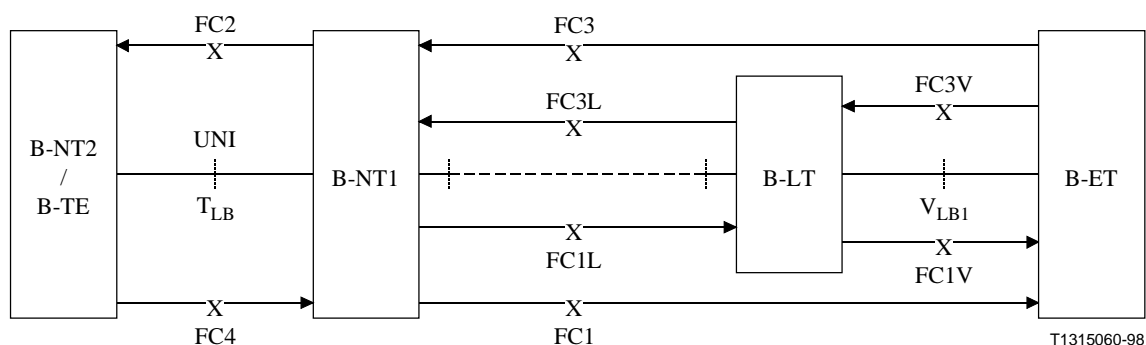 FC2
X
FC3
X
FC3V
X
FC3L
X
B-NT2
/
B-TE
UNI
T_LB
B-NT1
B-LT
V_LB1
B-ET
X
FC1L
X
FC1V
X
FC4
X
FC1
T1315060-98